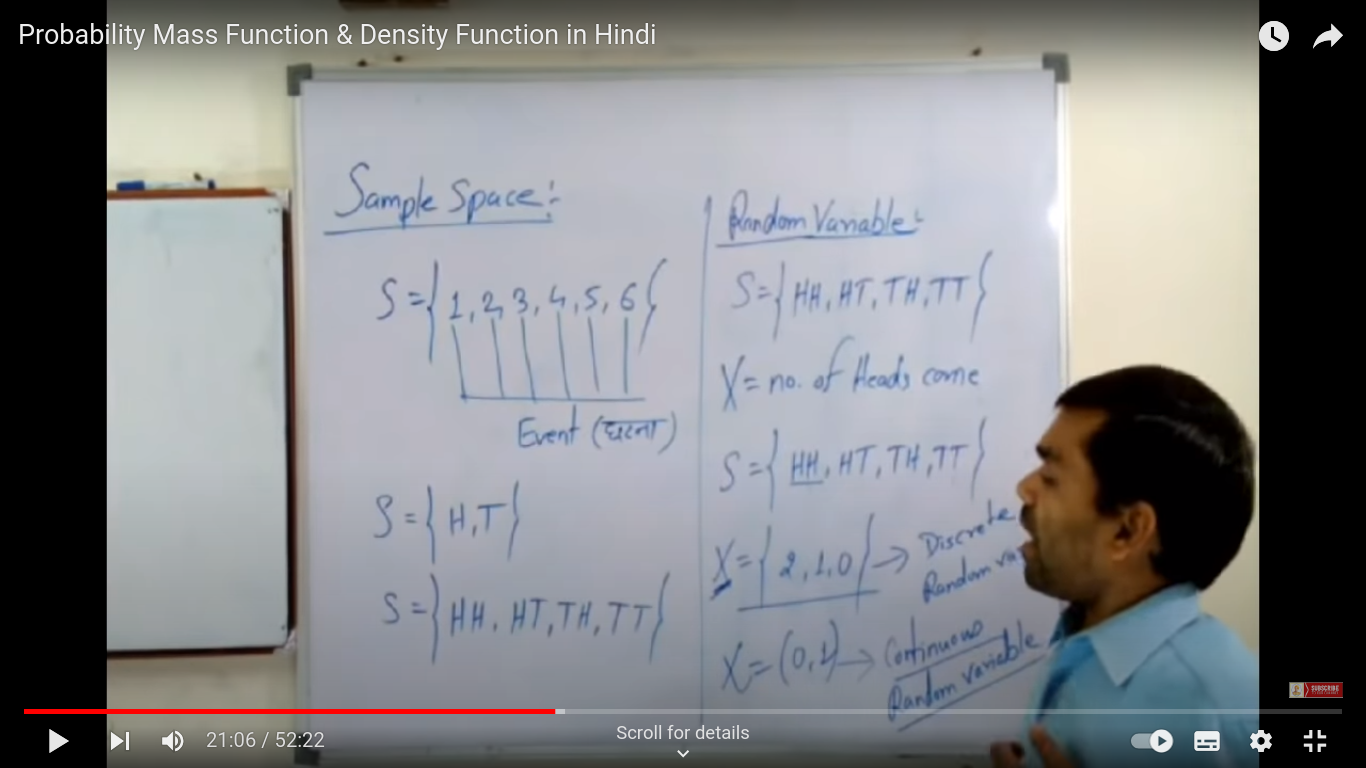 Probability Mass Function & Density Function in Hindi
Sample Space:-
S = {1, 2, 3, 4, 5, 6}
Event (घटना)
S = {H, T}
S = {HH, HT, TH, TT}
Random Variable:-
S = {HH, HT, TH, TT}
X = no. of Heads come
S = {HH, HT, TH, TT}
X = {2, 1, 0} → Discrete
Random va
X = (0, 1) → Continuous
Random Variable
SUBSCRIBE
21:06 / 52:22
Scroll for details